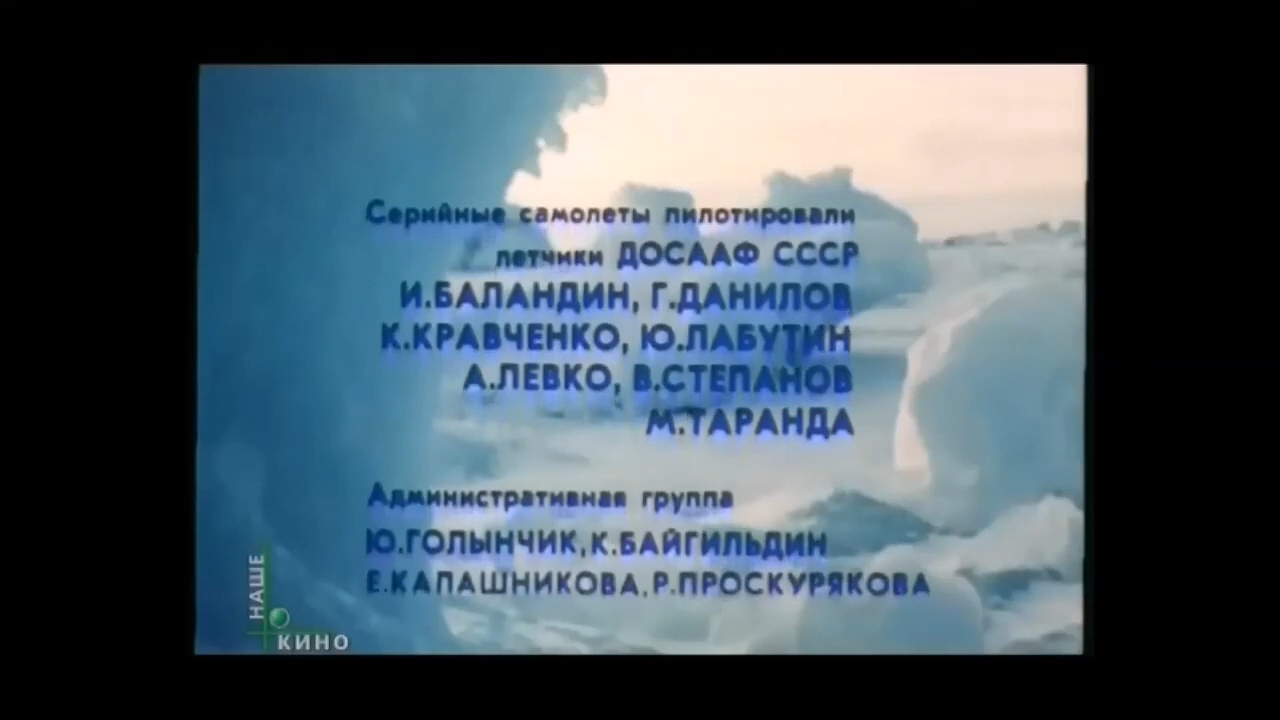 Серийные самолеты пилотировали
летчики ДОСААФ СССР
И.БАЛАНДИН, Г.ДАНИЛОВ
К.КРАВЧЕНКО, Ю.ЛАБУТИН
А.ЛЕВКО, В.СТЕПАНОВ
М.ТАРАНДА
Административная группа
Ю.ГОЛЫНЧИК, К.БАЙГИЛЬДИН
Е.КАЛАШНИКОВА, Р.ПРОСКУРЯКОВА
НАШЕ
КИНО